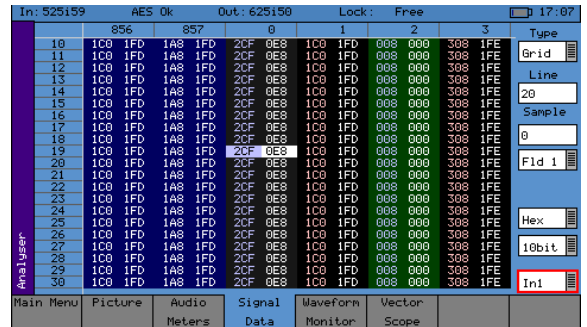 In: 525i59 AES Ok Out: 625i50 Lock: Free 17:07
856 857 0 1 2 3
10 1C0 1FD 1A8 1FD 2CF 0E8 1C0 1FD 008 000 308 1FE
11 1C0 1FD 1A8 1FD 2CF 0E8 1C0 1FD 008 000 308 1FE
12 1C0 1FD 1A8 1FD 2CF 0E8 1C0 1FD 008 000 308 1FE
13 1C0 1FD 1A8 1FD 2CF 0E8 1C0 1FD 008 000 308 1FE
14 1C0 1FD 1A8 1FD 2CF 0E8 1C0 1FD 008 000 308 1FE
15 1C0 1FD 1A8 1FD 2CF 0E8 1C0 1FD 008 000 308 1FE
16 1C0 1FD 1A8 1FD 2CF 0E8 1C0 1FD 008 000 308 1FE
17 1C0 1FD 1A8 1FD 2CF 0E8 1C0 1FD 008 000 308 1FE
18 1C0 1FD 1A8 1FD 2CF 0E8 1C0 1FD 008 000 308 1FE
19 1C0 1FD 1A8 1FD 2CF 0E8 1C0 1FD 008 000 308 1FE
20 1C0 1FD 1A8 1FD 2CF 0E8 1C0 1FD 008 000 308 1FE
21 1C0 1FD 1A8 1FD 2CF 0E8 1C0 1FD 008 000 308 1FE
22 1C0 1FD 1A8 1FD 2CF 0E8 1C0 1FD 008 000 308 1FE
23 1C0 1FD 1A8 1FD 2CF 0E8 1C0 1FD 008 000 308 1FE
24 1C0 1FD 1A8 1FD 2CF 0E8 1C0 1FD 008 000 308 1FE
25 1C0 1FD 1A8 1FD 2CF 0E8 1C0 1FD 008 000 308 1FE
26 1C0 1FD 1A8 1FD 2CF 0E8 1C0 1FD 008 000 308 1FE
27 1C0 1FD 1A8 1FD 2CF 0E8 1C0 1FD 008 000 308 1FE
28 1C0 1FD 1A8 1FD 2CF 0E8 1C0 1FD 008 000 308 1FE
29 1C0 1FD 1A8 1FD 2CF 0E8 1C0 1FD 008 000 308 1FE
30 1C0 1FD 1A8 1FD 2CF 0E8 1C0 1FD 008 000 308 1FE
Analyser
Type
Grid
Line
20
Sample
0
Fld 1
Hex
10bit
In1
Main Menu Picture Audio Signal Waveform Vector
Meters Data Monitor Scope